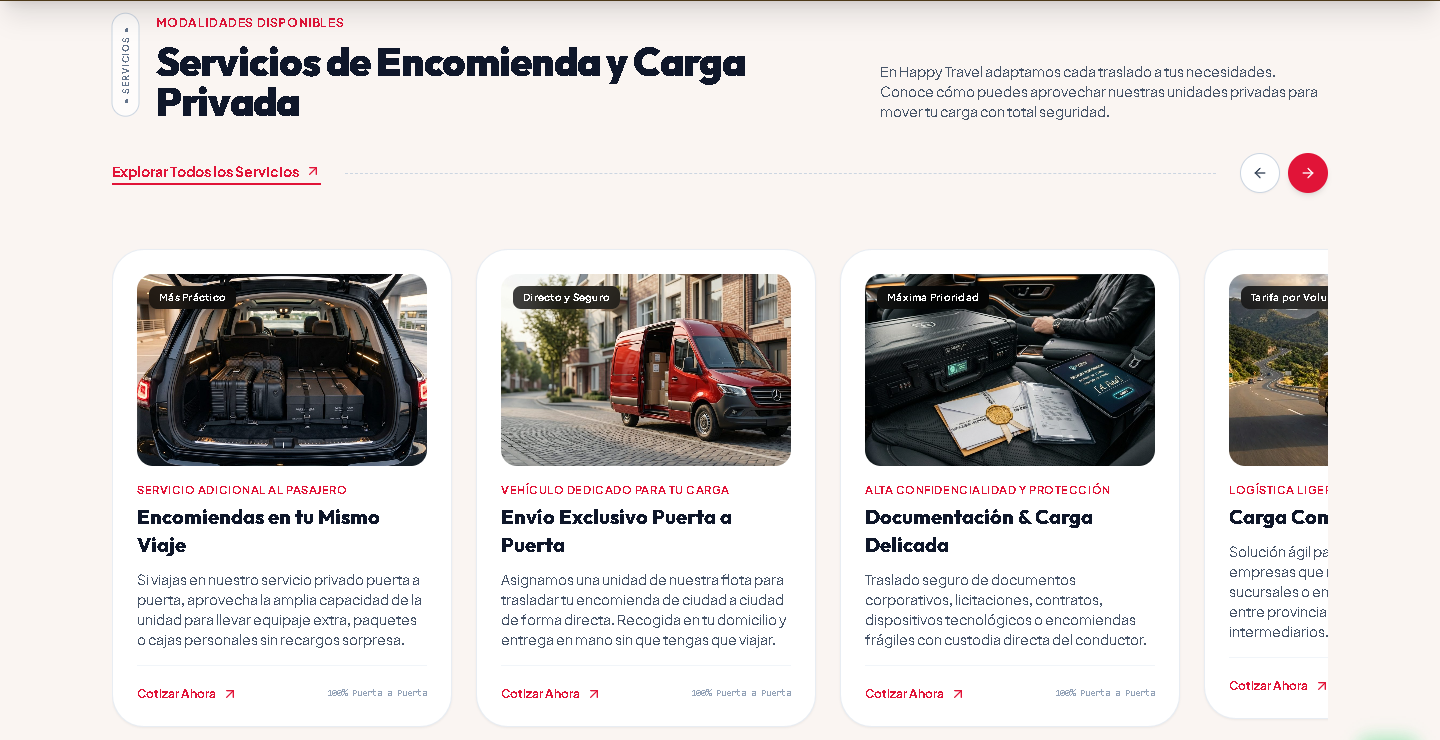 MODALIDADES DISPONIBLES
SERVICIOS
Servicios de Encomienda y Carga
Privada
En Happy Travel adaptamos cada traslado a tus necesidades.
Conoce cómo puedes aprovechar nuestras unidades privadas para
mover tu carga con total seguridad.
Explorar Todos los Servicios
Más Práctico
SERVICIO ADICIONAL AL PASAJERO
Encomiendas en tu Mismo
Viaje
Si viajas en nuestro servicio privado puerta a
puerta, aprovecha la amplia capacidad de la
unidad para llevar equipaje extra, paquetes
o cajas personales sin recargos sorpresa.
Cotizar Ahora
100% Puerta a Puerta
Directo y Seguro
VEHÍCULO DEDICADO PARA TU CARGA
Envío Exclusivo Puerta a
Puerta
Asignamos una unidad de nuestra flota para
trasladar tu encomienda de ciudad a ciudad
de forma directa. Recogida en tu domicilio y
entrega en mano sin que tengas que viajar.
Cotizar Ahora
100% Puerta a Puerta
Máxima Prioridad
ALTA CONFIDENCIALIDAD Y PROTECCIÓN
Documentación & Carga
Delicada
Traslado seguro de documentos
corporativos, licitaciones, contratos,
dispositivos tecnológicos o encomiendas
frágiles con custodia directa del conductor.
Cotizar Ahora
100% Puerta a Puerta
Tarifa por Volu
LOGÍSTICA LIGER
Carga Com
Solución ágil pa
empresas que
sucursales o en
entre provincia
intermediarios.
Cotizar Ahora